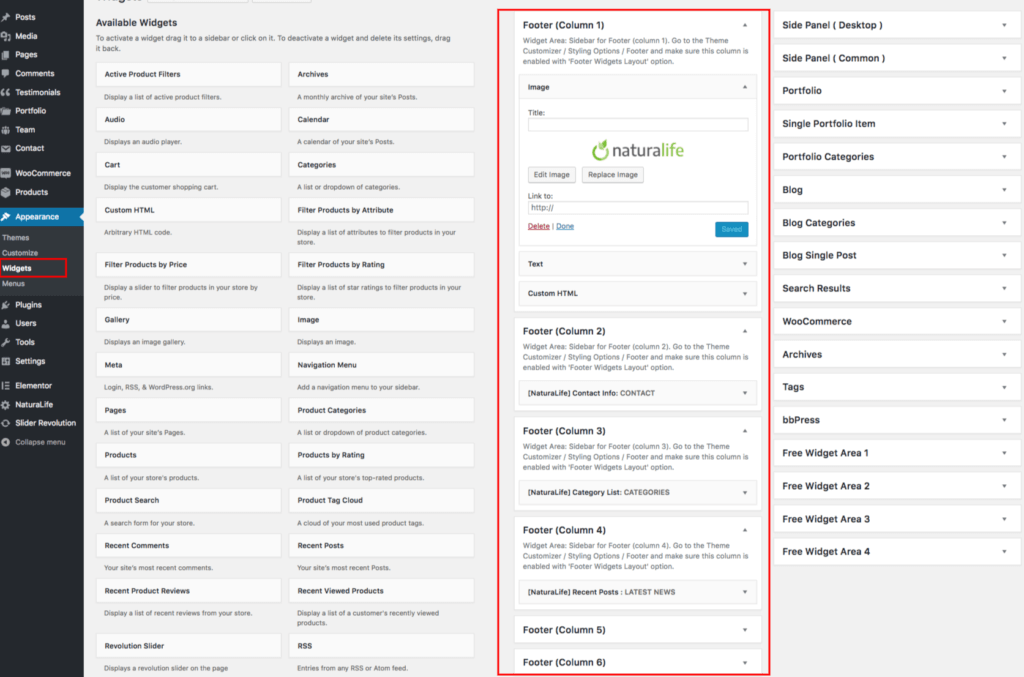 Posts
Media
Pages
Comments
Testimonials
Portfolio
Team
Contact
WooCommerce
Products
Appearance
Themes
Customize
Widgets
Menus
Plugins
Users
Tools
Settings
Elementor
NaturaLife
Slider Revolution
Collapse menu
Available Widgets
To activate a widget drag it to a sidebar or click on it. To deactivate a widget and delete its settings, drag
it back.
Active Product Filters
Display a list of active product filters.
Archives
A monthly archive of your site's Posts.
Audio
Displays an audio player.
Calendar
A calendar of your site's Posts.
Cart
Display the customer shopping cart.
Categories
A list or dropdown of categories.
Custom HTML
Arbitrary HTML code.
Filter Products by Attribute
Display a list of attributes to filter products in your
store.
Filter Products by Price
Display a slider to filter products in your store by
price.
Filter Products by Rating
Display a list of star ratings to filter products in your
store.
Gallery
Displays an image gallery.
Image
Displays an image.
Meta
Login, RSS, & WordPress.org links.
Navigation Menu
Add a navigation menu to your sidebar.
Pages
A list of your site's Pages.
Product Categories
A list or dropdown of product categories.
Products
A list of your store's products.
Products by Rating
A list of your store's top-rated products.
Product Search
A search form for your store.
Product Tag Cloud
A cloud of your most used product tags.
Recent Comments
Your site's most recent comments.
Recent Posts
Your site's most recent Posts.
Recent Product Reviews
Display a list of recent reviews from your store.
Recent Viewed Products
Display a list of a customer's recently viewed
products.
Revolution Slider
Displays a revolution slider on the page
RSS
Entries from any RSS or Atom feed.
Footer (Column 1)
Widget Area: Sidebar for Footer (column 1). Go to the Theme
Customizer / Styling Options / Footer and make sure this column is
enabled with 'Footer Widgets Layout' option.
Image
Title:
naturalife
Edit Image
Replace Image
Link to:
http://
Delete | Done
Saved
Text
Custom HTML
Footer (Column 2)
Widget Area: Sidebar for Footer (column 2). Go to the Theme
Customizer / Styling Options / Footer and make sure this column is
enabled with 'Footer Widgets Layout' option.
[NaturaLife] Contact Info: CONTACT
Footer (Column 3)
Widget Area: Sidebar for Footer (column 3). Go to the Theme
Customizer / Styling Options / Footer and make sure this column is
enabled with 'Footer Widgets Layout' option.
[NaturaLife] Category List: CATEGORIES
Footer (Column 4)
Widget Area: Sidebar for Footer (column 4). Go to the Theme
Customizer / Styling Options / Footer and make sure this column is
enabled with 'Footer Widgets Layout' option.
[NaturaLife] Recent Posts : LATEST NEWS
Footer (Column 5)
Footer (Column 6)
Side Panel ( Desktop )
Side Panel ( Common )
Portfolio
Single Portfolio Item
Portfolio Categories
Blog
Blog Categories
Blog Single Post
Search Results
WooCommerce
Archives
Tags
bbPress
Free Widget Area 1
Free Widget Area 2
Free Widget Area 3
Free Widget Area 4